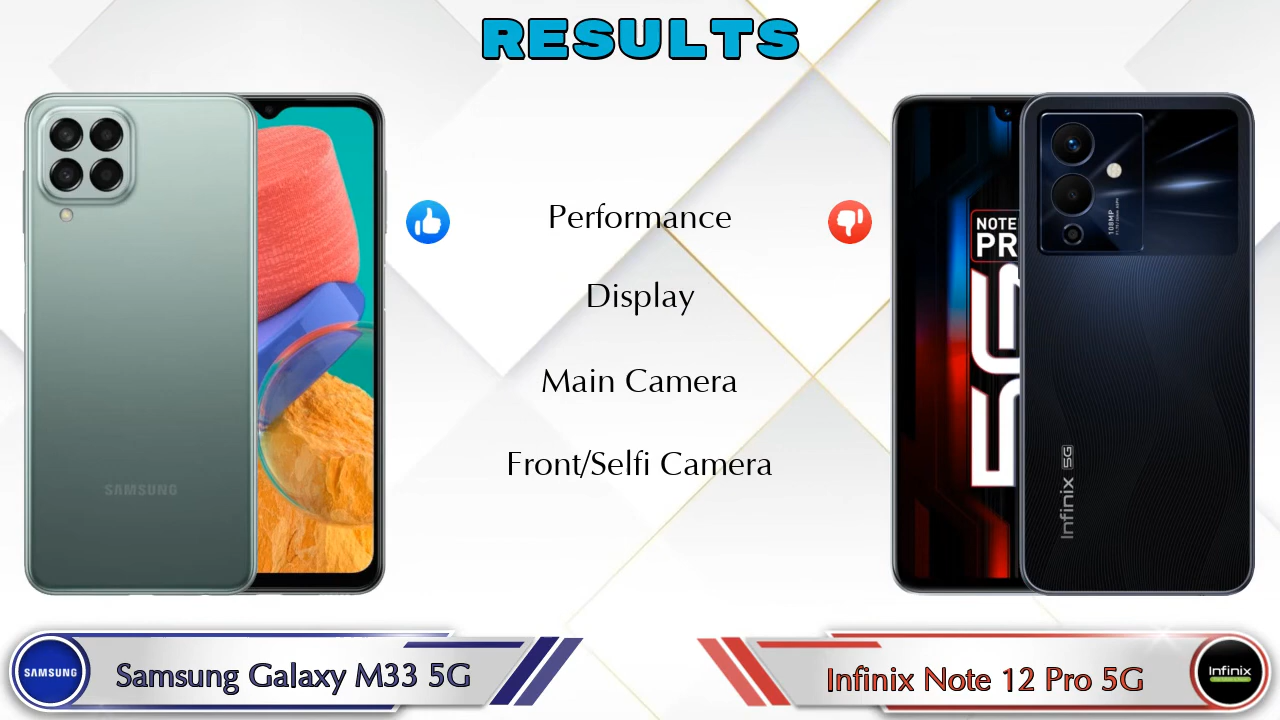 RESULTS
Performance
Display
Main Camera
Front/Selfi Camera
SAMSUNG
NOTE
PR
5G
108MP
Infinix 5G
SAMSUNG
Samsung Galaxy M33 5G
Infinix Note 12 Pro 5G
Infinix